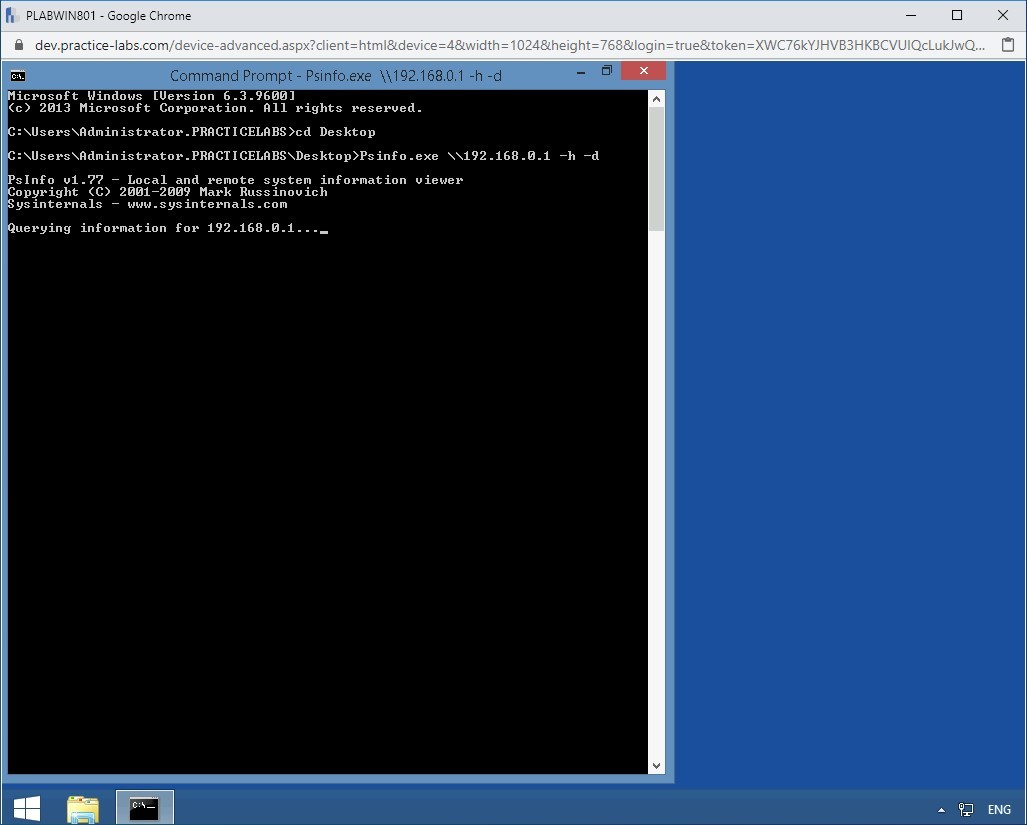 PLABWIN801 - Google Chrome
dev.practice-labs.com/device-advanced.aspx?client=html&device=4&width=1024&height=768&login=true&token=XWC76kYJHVB3HKBCVUIQcLukJwQ...
C:\.
Command Prompt - Psinfo.exe \\192.168.0.1 -h -d
Microsoft Windows [Version 6.3.9600]
(c) 2013 Microsoft Corporation. All rights reserved.
C:\Users\Administrator.PRACTICELABS>cd Desktop
C:\Users\Administrator.PRACTICELABS\Desktop>Psinfo.exe \\192.168.0.1 -h -d
PsInfo v1.77 - Local and remote system information viewer
Copyright (C) 2001-2009 Mark Russinovich
Sysinternals - www.sysinternals.com
Querying information for 192.168.0.1..._
C:\._
ENG